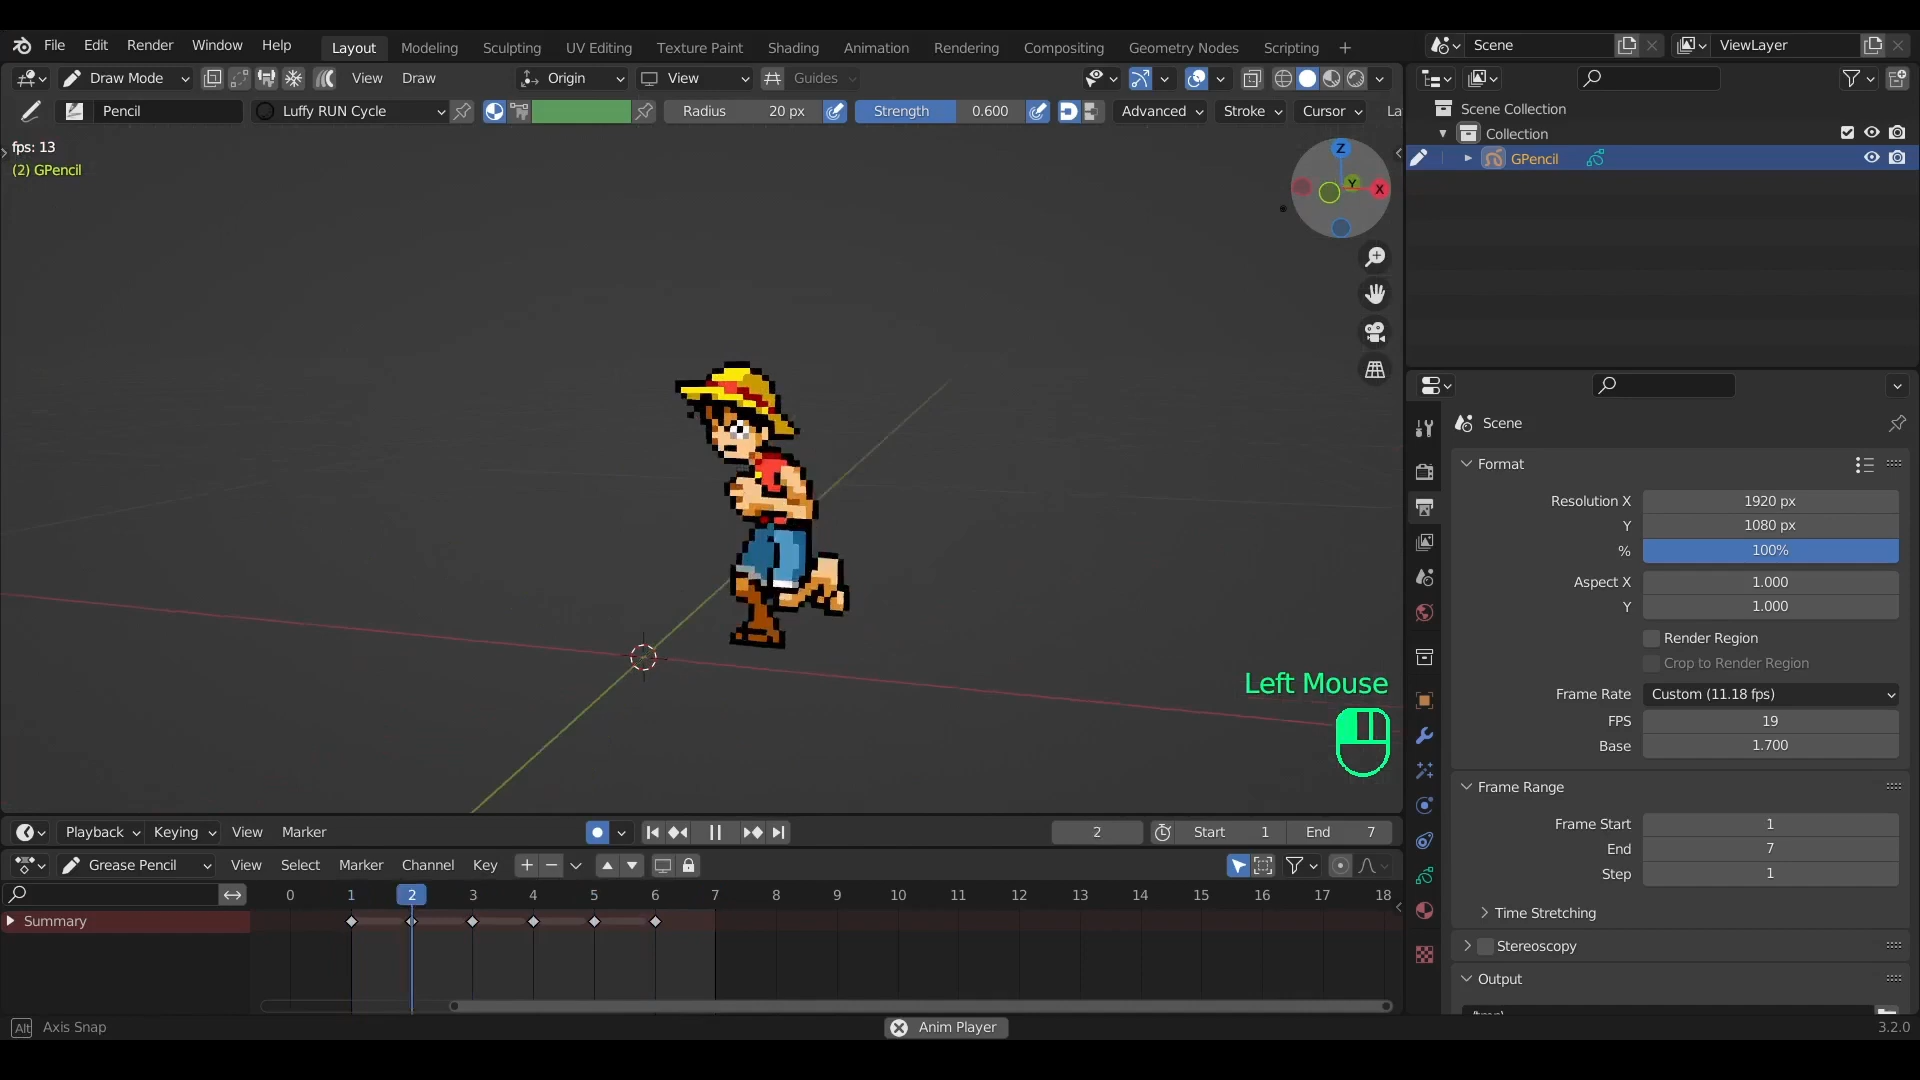 File Edit Render Window Help Layout Modeling Sculpting UV Editing Texture Paint Shading Animation Rendering Compositing Geometry Nodes Scripting + Scene ViewLayer
Draw Mode View Draw Origin View Guides
Pencil Luffy RUN Cycle Radius 20 px Strength 0.600 Advanced Stroke Cursor La
Scene Collection
Collection
GPencil
fps: 13
(2) GPencil
Z
Y
X
Scene
Format
Resolution X 1920 px
Y 1080 px
% 100%
Aspect X 1.000
Y 1.000
Render Region
Crop to Render Region
Frame Rate Custom (11.18 fps)
FPS 19
Base 1.700
Frame Range
Frame Start 1
End 7
Step 1
Time Stretching
Stereoscopy
Output
Left Mouse
Playback Keying View Marker 2 Start 1 End 7
Grease Pencil View Select Marker Channel Key
0 1 2 3 4 5 6 7 8 9 10 11 12 13 14 15 16 17 18
Summary
Alt Axis Snap Anim Player 3.2.0